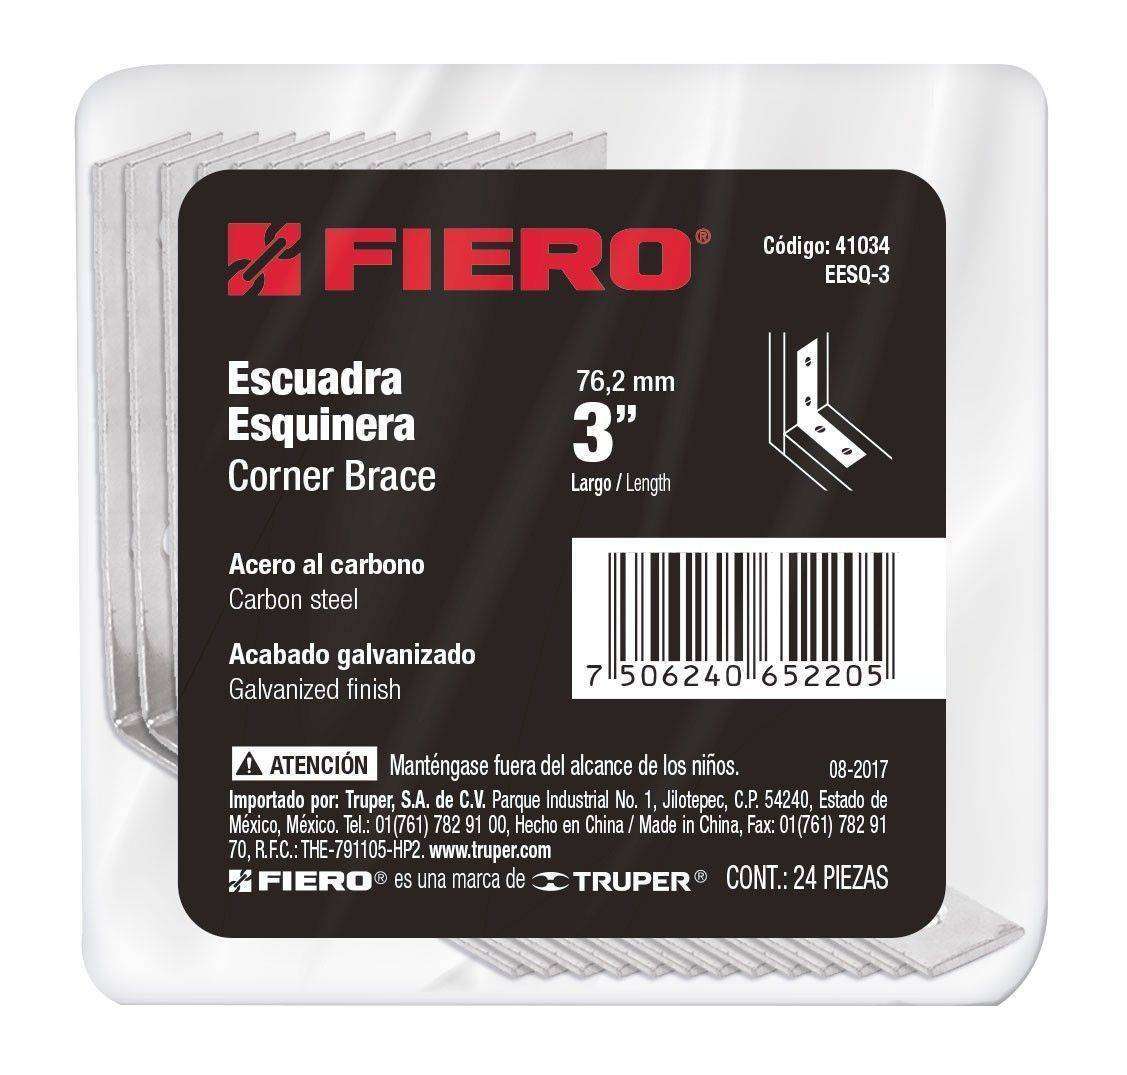 FIERO®
Código: 41034
EESQ-3
Escuadra
Esquinera
Corner Brace
76,2 mm
3”
Largo / Length
Acero al carbono
Carbon steel
Acabado galvanizado
Galvanized finish
7 506240 652205
ATENCIÓN Manténgase fuera del alcance de los niños. 08-2017
Importado por: Truper, S.A. de C.V. Parque Industrial No. 1, Jilotepec, C.P. 54240, Estado de
México, México. Tel.: 01(761) 782 91 00, Hecho en China / Made in China, Fax: 01(761) 782 91
70, R.F.C.: THE-791105-HP2. www.truper.com
FIERO® es una marca de TRUPER® CONT.: 24 PIEZAS